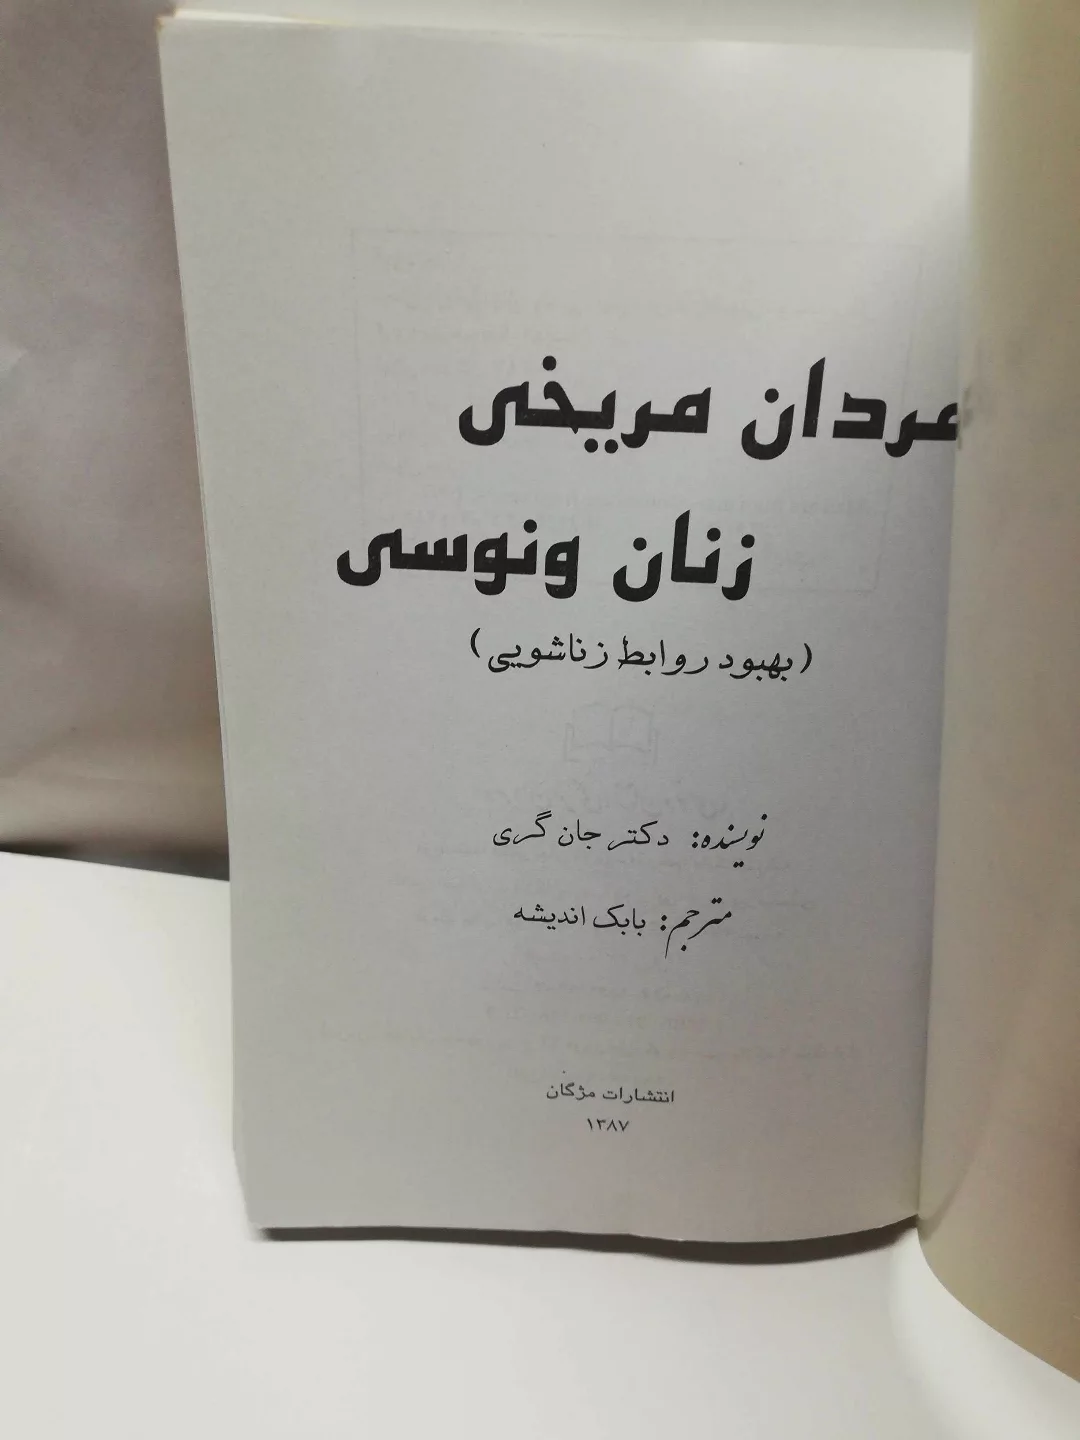 مردان مریخی
زنان ونوسی
(بهبود روابط زناشویی)
نویسنده: دکتر جان گری
مترجم: بابک اندیشه
انتشارات مژگان
۱۳۸۷